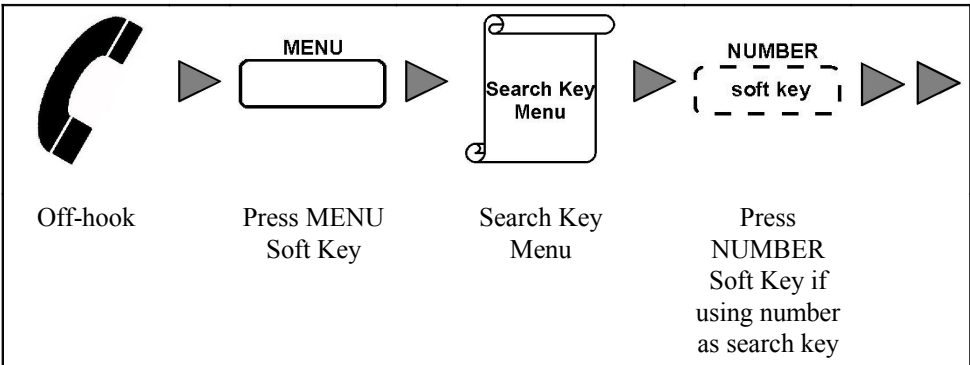 MENU
Search Key
Menu
NUMBER
soft key
Off-hook
Press MENU
Soft Key
Search Key
Menu
Press
NUMBER
Soft Key if
using number
as search key